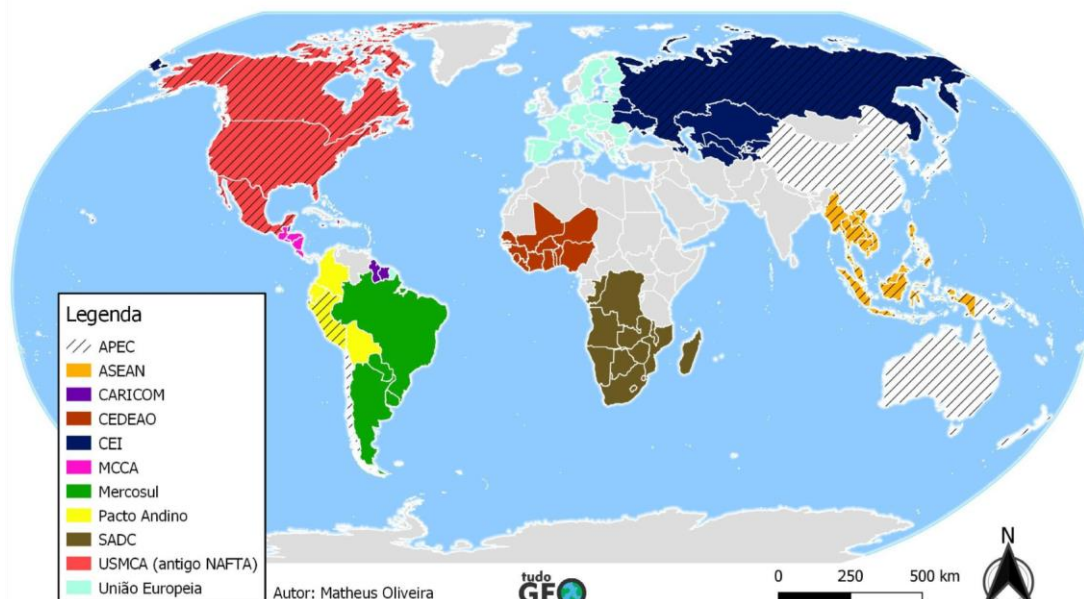 Legenda
APEC
ASEAN
CARICOM
CEDEAO
CEI
MCCA
Mercosul
Pacto Andino
SADC
USMCA (antigo NAFTA)
União Europeia
Autor: Matheus Oliveira
tudo
GEO
0 250 500 km
N